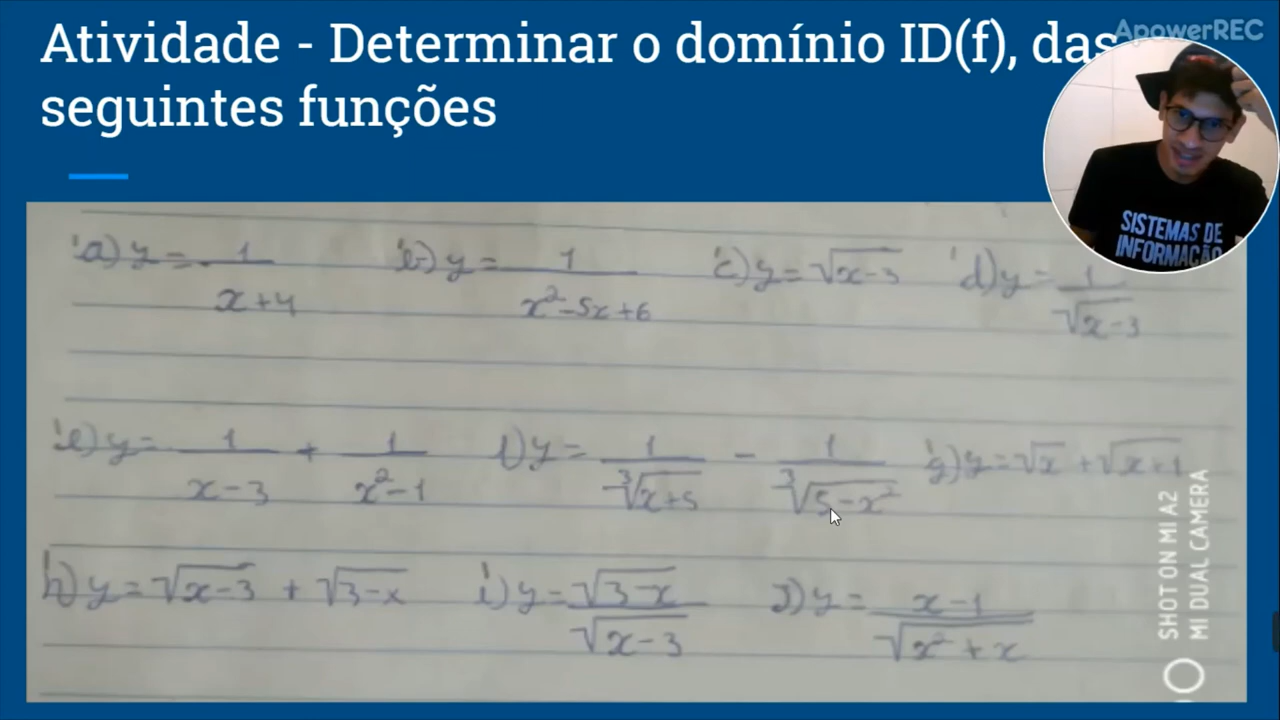 Atividade - Determinar o domínio ID(f), das
seguintes funções
ApowerREC
SISTEMAS DE
INFORMAÇÃO
a) y = 1/(x+4) b) y = 1/(x²-5x+6) c) y = √(x-3) d) y = 1/√(x-3)
e) y = 1/(x-3) + 1/(x²-1) f) y = 1/∛(x+5) - 1/∛(5-x²) g) y = √x + √(x+1)
h) y = √(x-3) + √(3-x) i) y = √(3-x)/√(x-3) j) y = (x-1)/√(x²+x)
SHOT ON MI A2
MI DUAL CAMERA